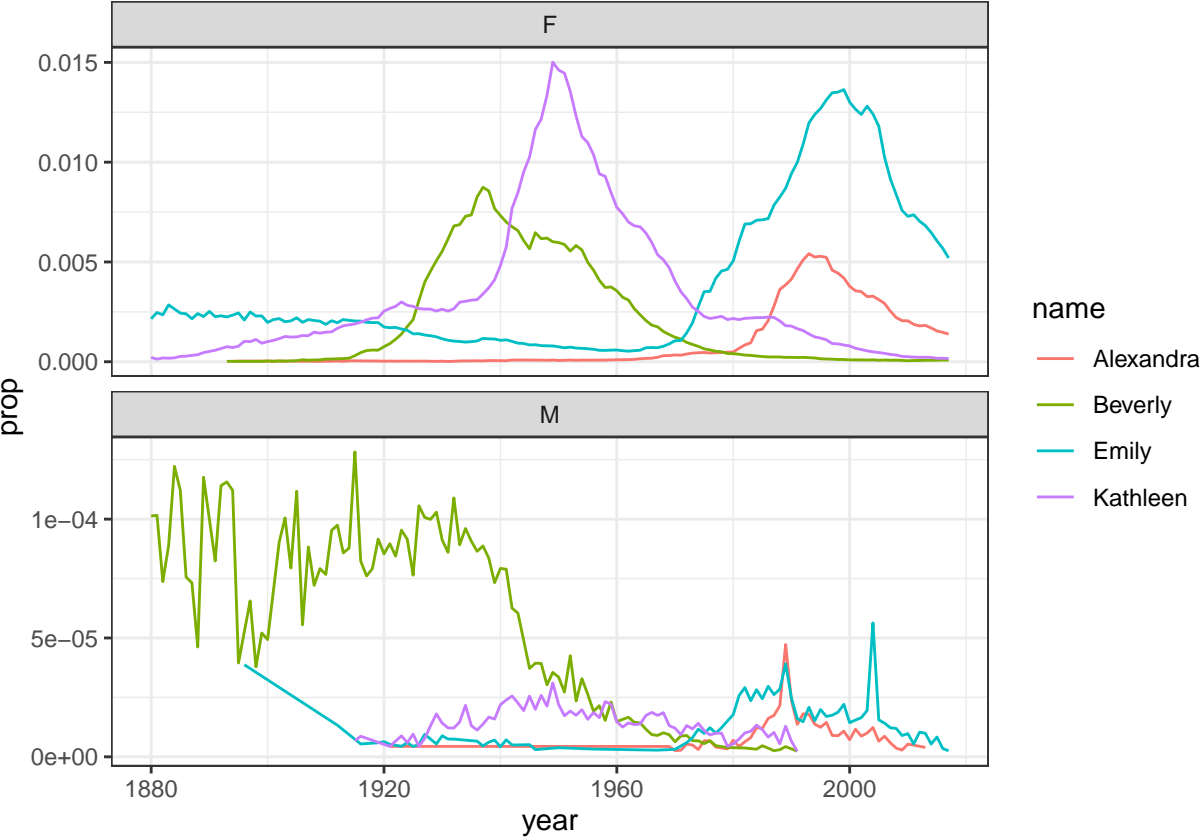 F
0.015
0.010
0.005
0.000
M
1e−04
5e−05
0e+00
1880 1920 1960 2000
year
prop
name
Alexandra
Beverly
Emily
Kathleen